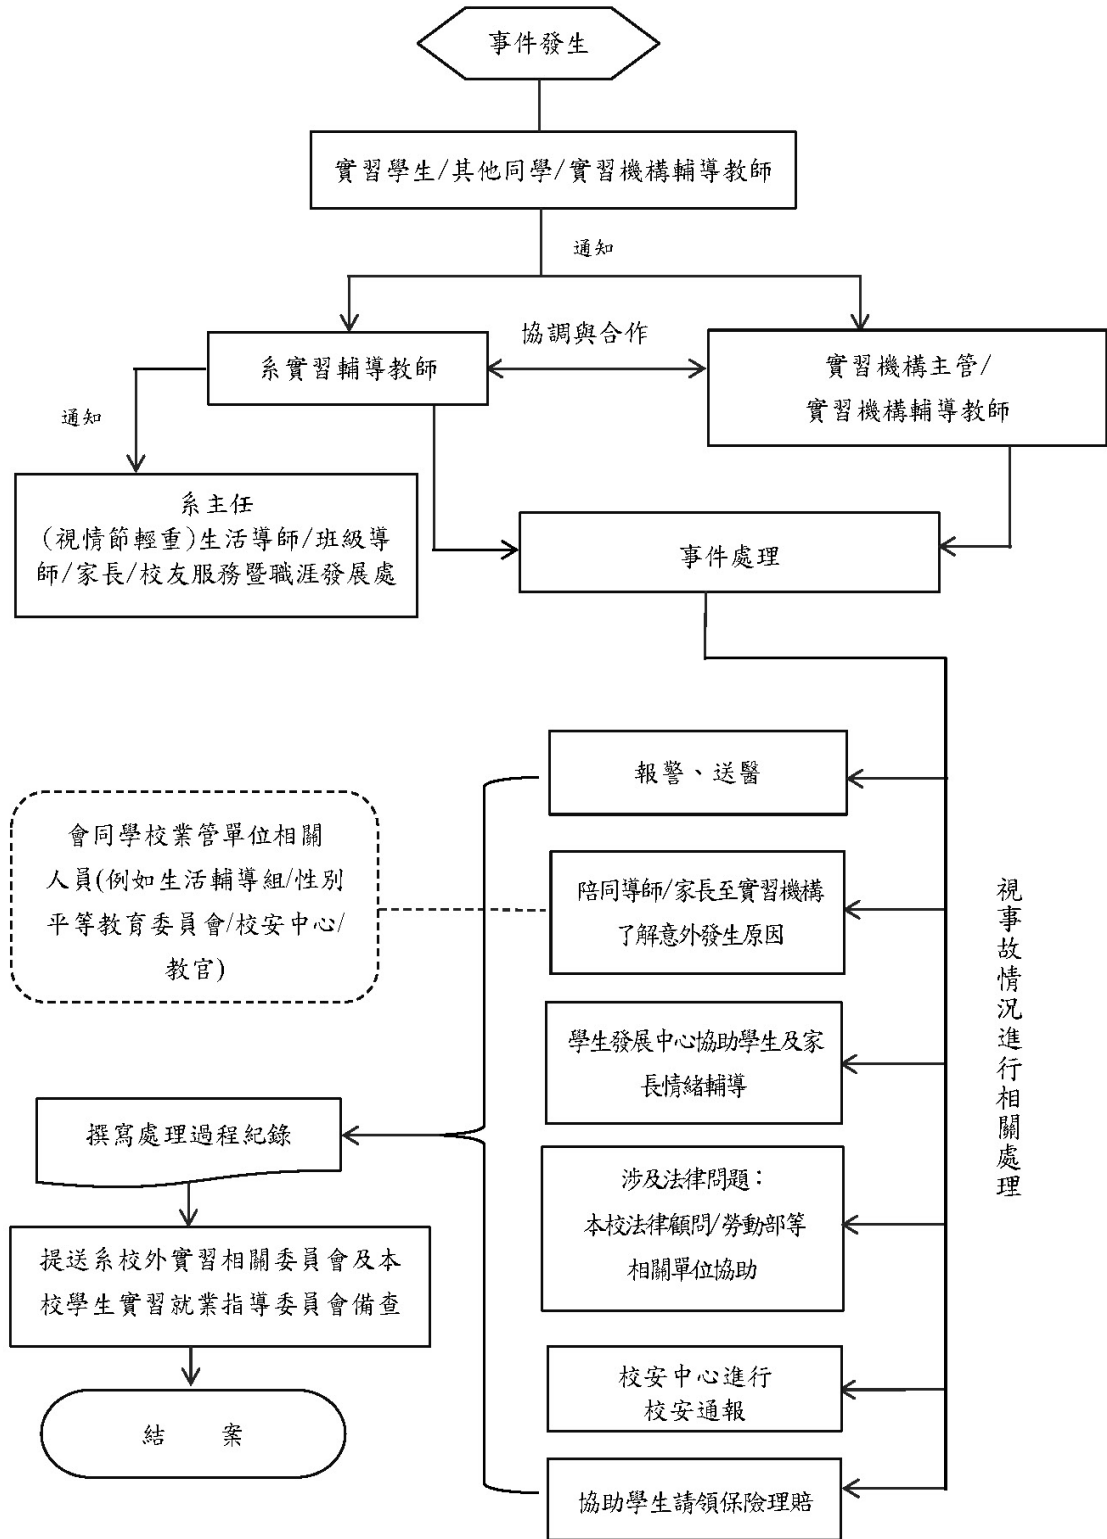 事件發生
實習學生/其他同學/實習機構輔導教師
通知
協調與合作
系實習輔導教師
實習機構主管/
實習機構輔導教師
通知
系主任
(視情節輕重)生活導師/班級導
師/家長/校友服務暨職涯發展處
事件處理
視事故情況進行相關處理
報警、送醫
會同學校業管單位相關
人員(例如生活輔導組/性別
平等教育委員會/校安中心/
教官)
陪同導師/家長至實習機構
了解意外發生原因
學生發展中心協助學生及家
長情緒輔導
涉及法律問題：
本校法律顧問/勞動部等
相關單位協助
校安中心進行
校安通報
協助學生請領保險理賠
撰寫處理過程紀錄
提送系校外實習相關委員會及本
校學生實習就業指導委員會備查
結 案